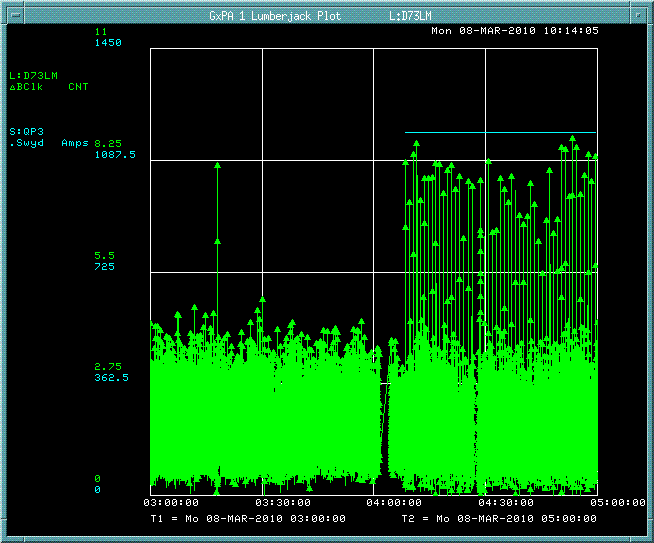 GxPA 1 Lumberjack Plot L:D73LM
Mon 08-MAR-2010 10:14:05
11
1450
L:D73LM
△BClk CNT
S:QP3
.Swyd Amps
8.25
1087.5
5.5
725
2.75
362.5
0
0
03:00:00 03:30:00 04:00:00 04:30:00 05:00:00
T1 = Mo 08-MAR-2010 03:00:00 T2 = Mo 08-MAR-2010 05:00:00